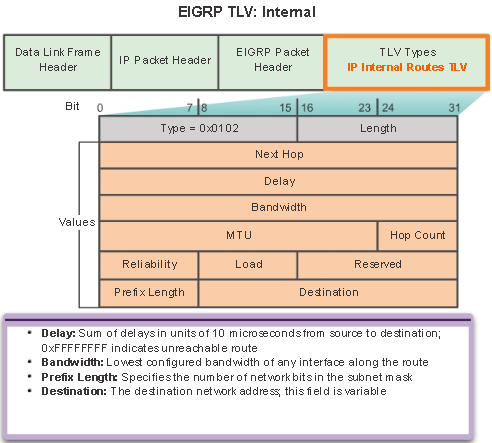 EIGRP TLV: Internal
Data Link Frame
Header
IP Packet Header
EIGRP Packet
Header
TLV Types
IP Internal Routes TLV
Bit 0 7 8 15 16 23 24 31
Type = 0x0102 Length
Values
Next Hop
Delay
Bandwidth
MTU Hop Count
Reliability Load Reserved
Prefix Length Destination
• Delay: Sum of delays in units of 10 microseconds from source to destination;
0xFFFFFFFF indicates unreachable route
• Bandwidth: Lowest configured bandwidth of any interface along the route
• Prefix Length: Specifies the number of network bits in the subnet mask
• Destination: The destination network address; this field is variable